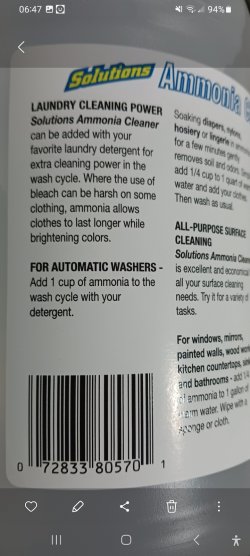 06:47
94%
Solutions Ammonia
LAUNDRY CLEANING POWER
Solutions Ammonia Cleaner
can be added with your
favorite laundry detergent for
extra cleaning power in the
wash cycle. Where the use of
bleach can be harsh on some
clothing, ammonia allows
clothes to last longer while
brightening colors.
FOR AUTOMATIC WASHERS -
Add 1 cup of ammonia to the
wash cycle with your
detergent.
0 72833 80570 1
Soaking diapers, nylons,
hosiery or lingerie in
for a few minutes gently
removes soil and odors.
add 1/4 cup to 1 quart of
water and add your clothes.
Then wash as usual.
ALL-PURPOSE SURFACE
CLEANING
Solutions Ammonia Cleaner
is excellent and economical
all your surface cleaning
needs. Try it for a variety of
tasks.
For windows, mirrors,
painted walls, wood work
kitchen countertops,
and bathrooms - add 1/4
of ammonia to 1 gallon of
warm water. Wipe with a
sponge or cloth.